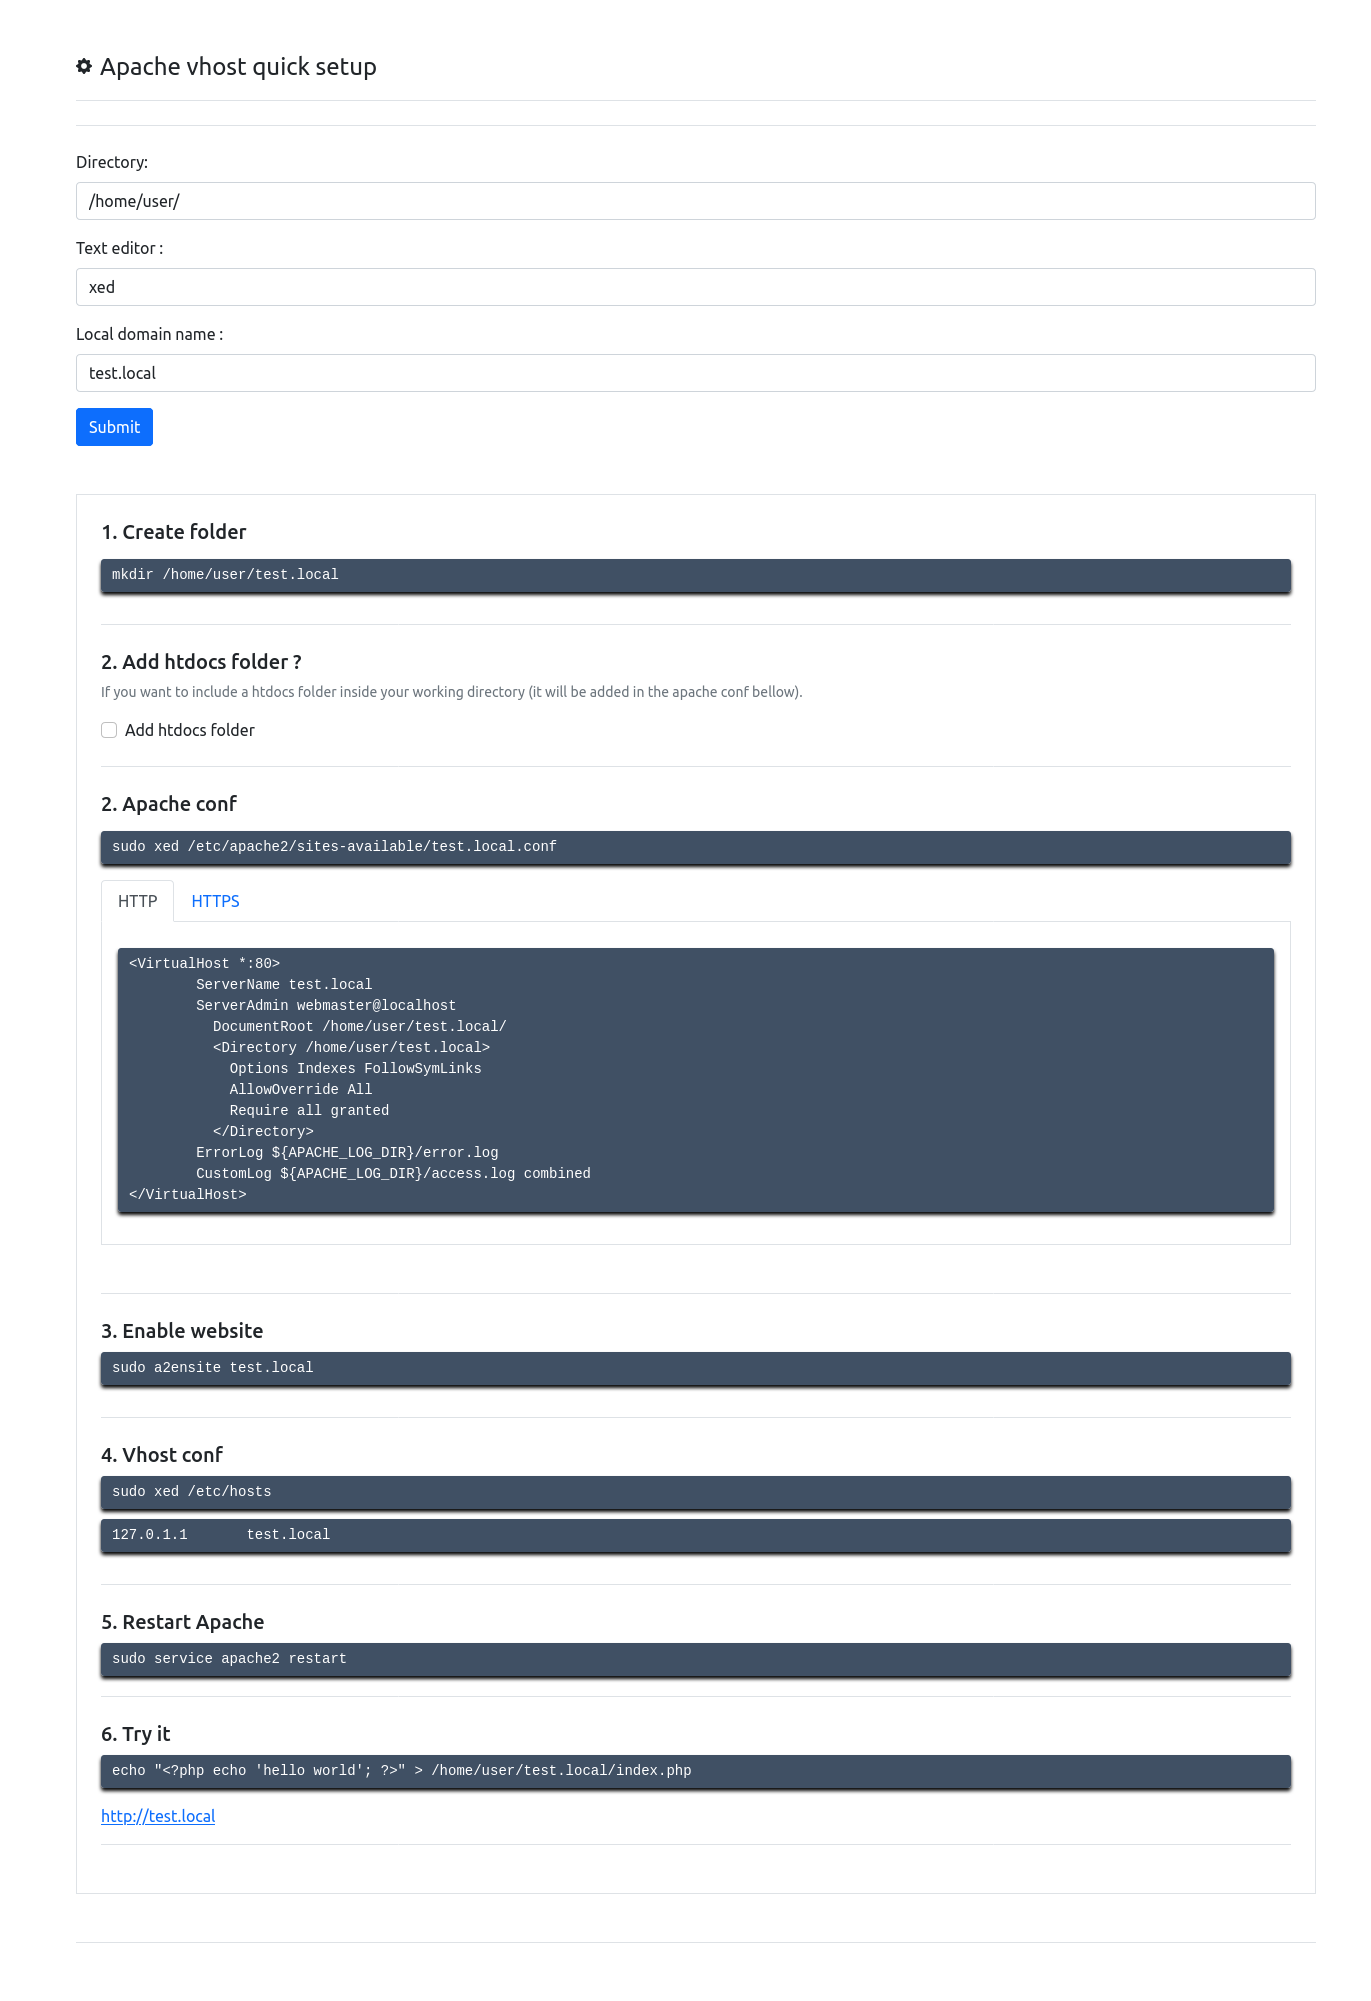 Apache vhost quick setup
Directory:
/home/user/
Text editor :
xed
Local domain name :
test.local
Submit
1. Create folder
mkdir /home/user/test.local
2. Add htdocs folder ?
If you want to include a htdocs folder inside your working directory (it will be added in the apache conf bellow).
Add htdocs folder
2. Apache conf
sudo xed /etc/apache2/sites-available/test.local.conf
HTTP HTTPS
<VirtualHost *:80>
        ServerName test.local
        ServerAdmin webmaster@localhost
          DocumentRoot /home/user/test.local/
          <Directory /home/user/test.local>
            Options Indexes FollowSymLinks
            AllowOverride All
            Require all granted
          </Directory>
        ErrorLog ${APACHE_LOG_DIR}/error.log
        CustomLog ${APACHE_LOG_DIR}/access.log combined
</VirtualHost>
3. Enable website
sudo a2ensite test.local
4. Vhost conf
sudo xed /etc/hosts
127.0.1.1       test.local
5. Restart Apache
sudo service apache2 restart
6. Try it
echo "<?php echo 'hello world'; ?>" > /home/user/test.local/index.php
http://test.local